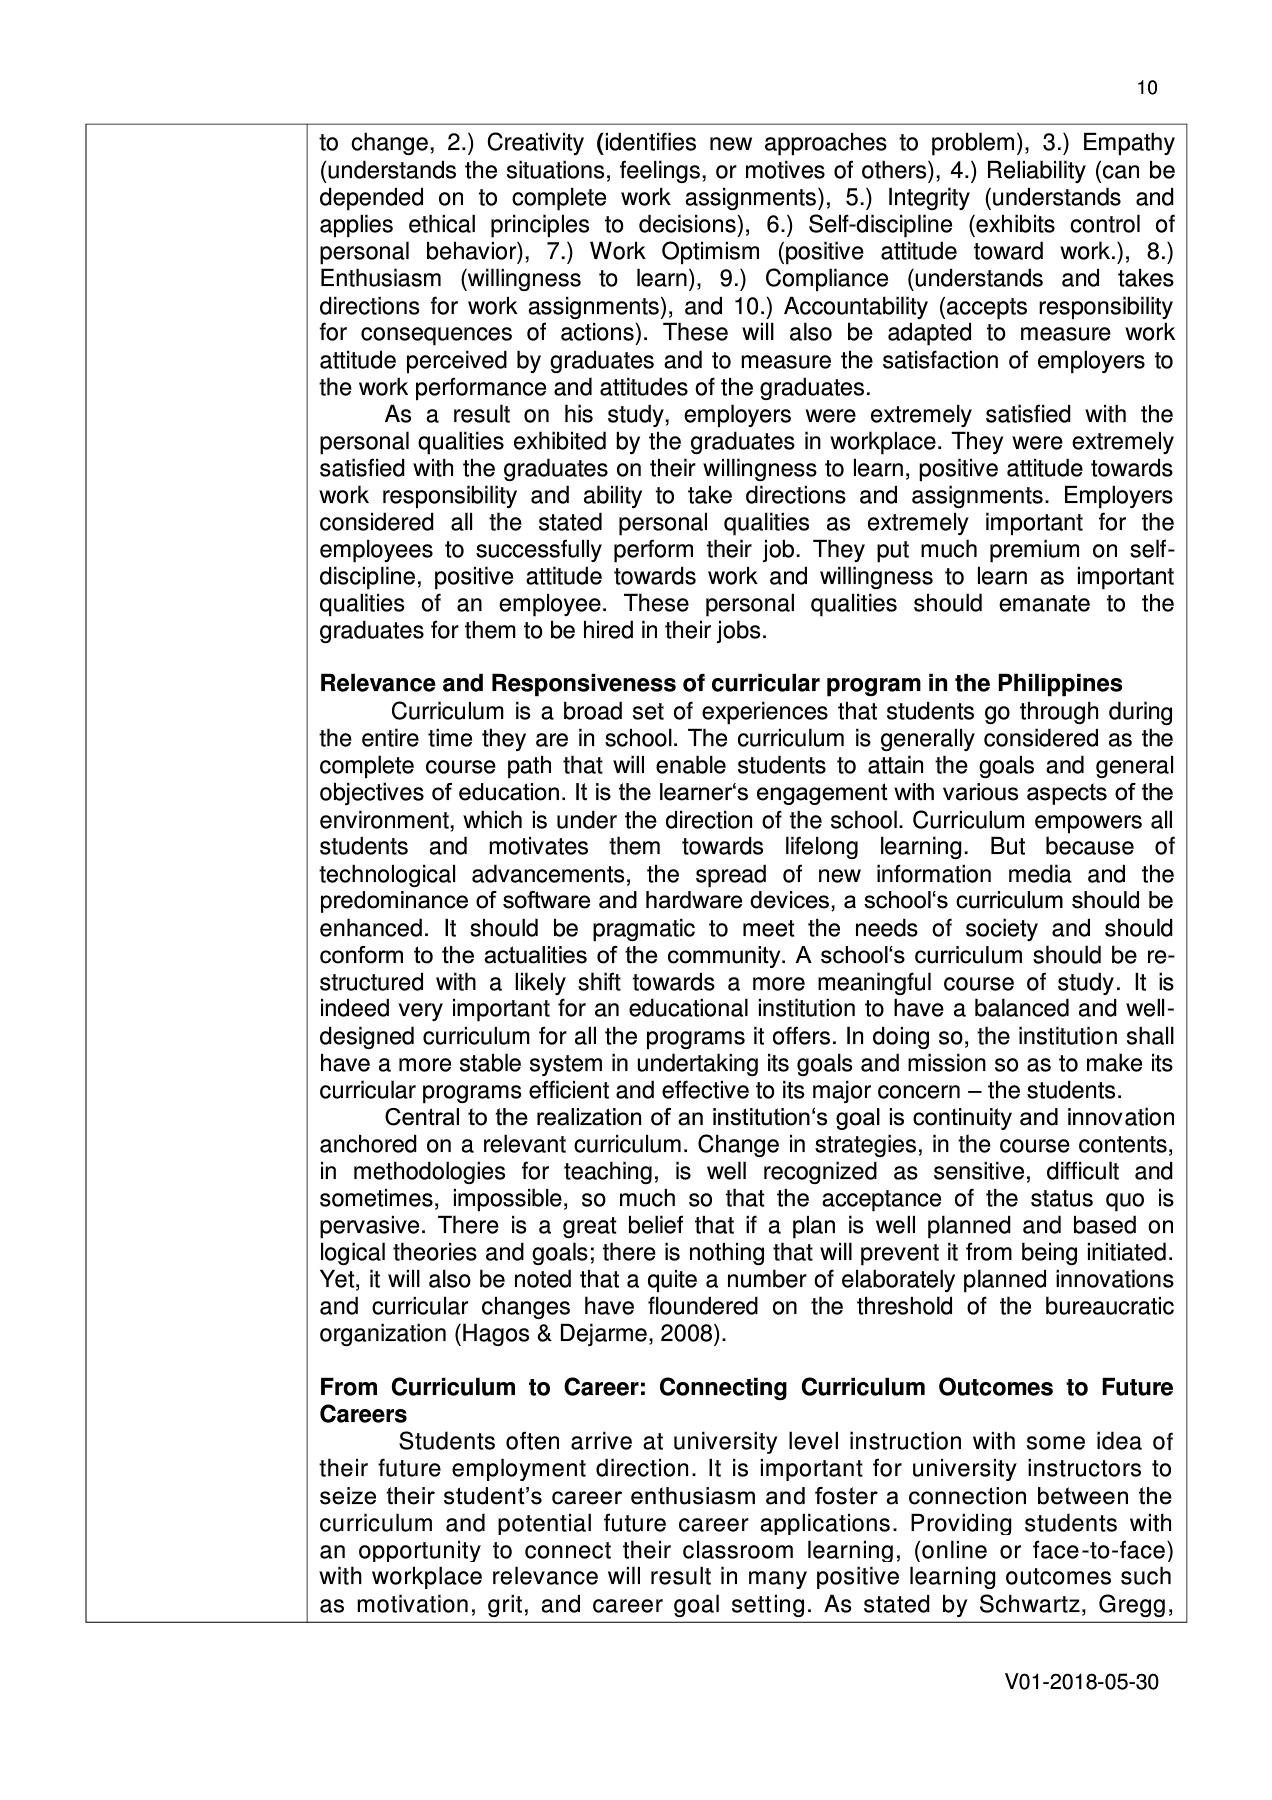 10
to change, 2.) Creativity (identifies new approaches to problem), 3.) Empathy
(understands the situations, feelings, or motives of others), 4.) Reliability (can be
depended on to complete work assignments), 5.) Integrity (understands and
applies ethical principles to decisions), 6.) Self-discipline (exhibits control of
personal behavior), 7.) Work Optimism (positive attitude toward work.), 8.)
Enthusiasm (willingness to learn), 9.) Compliance (understands and takes
directions for work assignments), and 10.) Accountability (accepts responsibility
for consequences of actions). These will also be adapted to measure work
attitude perceived by graduates and to measure the satisfaction of employers to
the work performance and attitudes of the graduates.
As a result on his study, employers were extremely satisfied with the
personal qualities exhibited by the graduates in workplace. They were extremely
satisfied with the graduates on their willingness to learn, positive attitude towards
work responsibility and ability to take directions and assignments. Employers
considered all the stated personal qualities as extremely important for the
employees to successfully perform their job. They put much premium on self-
discipline, positive attitude towards work and willingness to learn as important
qualities of an employee. These personal qualities should emanate to the
graduates for them to be hired in their jobs.
Relevance and Responsiveness of curricular program in the Philippines
Curriculum is a broad set of experiences that students go through during
the entire time they are in school. The curriculum is generally considered as the
complete course path that will enable students to attain the goals and general
objectives of education. It is the learner‘s engagement with various aspects of the
environment, which is under the direction of the school. Curriculum empowers all
students and motivates them towards lifelong learning. But because of
technological advancements, the spread of new information media and the
predominance of software and hardware devices, a school‘s curriculum should be
enhanced. It should be pragmatic to meet the needs of society and should
conform to the actualities of the community. A school‘s curriculum should be re-
structured with a likely shift towards a more meaningful course of study. It is
indeed very important for an educational institution to have a balanced and well-
designed curriculum for all the programs it offers. In doing so, the institution shall
have a more stable system in undertaking its goals and mission so as to make its
curricular programs efficient and effective to its major concern – the students.
Central to the realization of an institution‘s goal is continuity and innovation
anchored on a relevant curriculum. Change in strategies, in the course contents,
in methodologies for teaching, is well recognized as sensitive, difficult and
sometimes, impossible, so much so that the acceptance of the status quo is
pervasive. There is a great belief that if a plan is well planned and based on
logical theories and goals; there is nothing that will prevent it from being initiated.
Yet, it will also be noted that a quite a number of elaborately planned innovations
and curricular changes have floundered on the threshold of the bureaucratic
organization (Hagos & Dejarme, 2008).
From Curriculum to Career: Connecting Curriculum Outcomes to Future
Careers
Students often arrive at university level instruction with some idea of
their future employment direction. It is important for university instructors to
seize their student’s career enthusiasm and foster a connection between the
curriculum and potential future career applications. Providing students with
an opportunity to connect their classroom learning, (online or face-to-face)
with workplace relevance will result in many positive learning outcomes such
as motivation, grit, and career goal setting. As stated by Schwartz, Gregg,
V01-2018-05-30